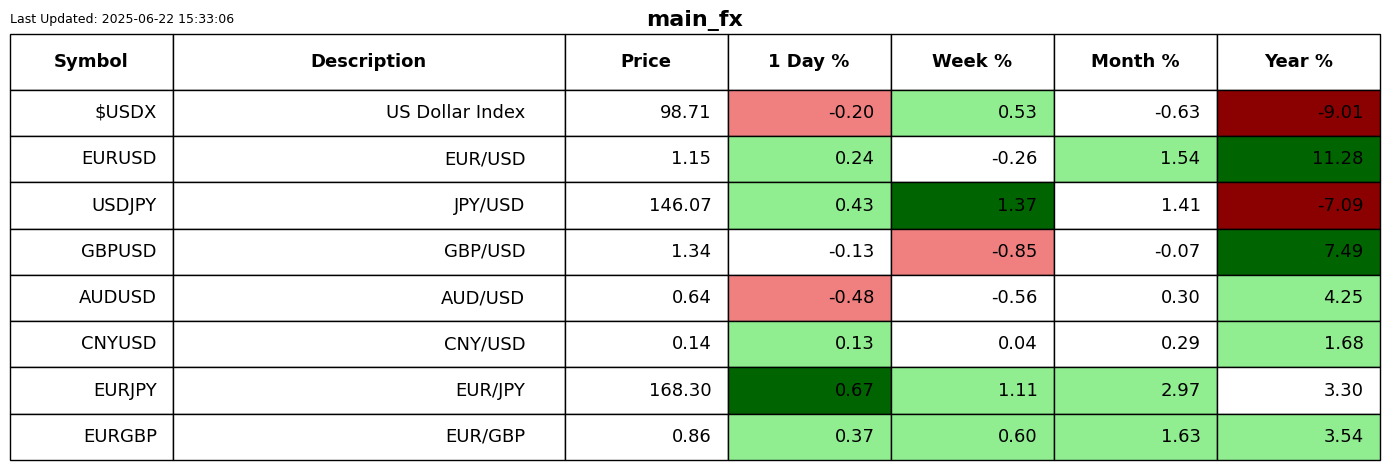 Last Updated: 2025-06-22 15:33:06
main_fx
Symbol Description Price 1 Day % Week % Month % Year %
$USDX US Dollar Index 98.71 -0.20 0.53 -0.63 -9.01
EURUSD EUR/USD 1.15 0.24 -0.26 1.54 11.28
USDJPY JPY/USD 146.07 0.43 1.37 1.41 -7.09
GBPUSD GBP/USD 1.34 -0.13 -0.85 -0.07 7.49
AUDUSD AUD/USD 0.64 -0.48 -0.56 0.30 4.25
CNYUSD CNY/USD 0.14 0.13 0.04 0.29 1.68
EURJPY EUR/JPY 168.30 0.67 1.11 2.97 3.30
EURGBP EUR/GBP 0.86 0.37 0.60 1.63 3.54